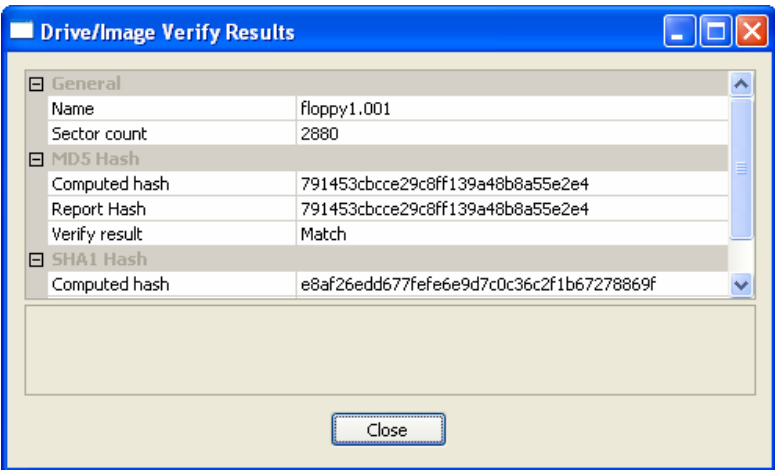 Drive/Image Verify Results
General
Name floppy1.001
Sector count 2880
MD5 Hash
Computed hash 791453cbcce29c8ff139a48b8a55e2e4
Report Hash 791453cbcce29c8ff139a48b8a55e2e4
Verify result Match
SHA1 Hash
Computed hash e8af26edd677fefe6e9d7c0c36c2f1b67278869f
Close